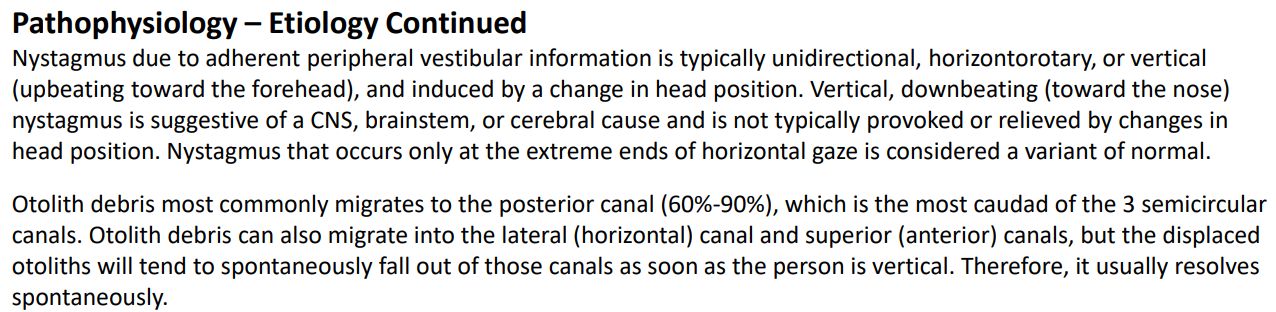 Pathophysiology – Etiology Continued
Nystagmus due to adherent peripheral vestibular information is typically unidirectional, horizontorotary, or vertical
(upbeating toward the forehead), and induced by a change in head position. Vertical, downbeating (toward the nose)
nystagmus is suggestive of a CNS, brainstem, or cerebral cause and is not typically provoked or relieved by changes in
head position. Nystagmus that occurs only at the extreme ends of horizontal gaze is considered a variant of normal.
Otolith debris most commonly migrates to the posterior canal (60%-90%), which is the most caudad of the 3 semicircular
canals. Otolith debris can also migrate into the lateral (horizontal) canal and superior (anterior) canals, but the displaced
otoliths will tend to spontaneously fall out of those canals as soon as the person is vertical. Therefore, it usually resolves
spontaneously.